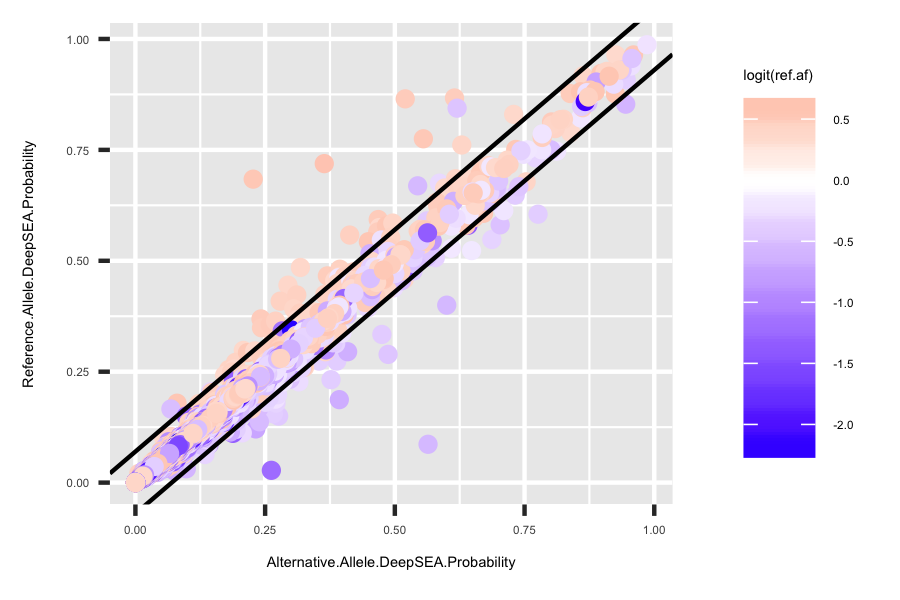 logit(ref.af)
1.00
0.75
0.50
0.25
0.00
Reference.Allele.DeepSEA.Probability
0.00 0.25 0.50 0.75 1.00
Alternative.Allele.DeepSEA.Probability
0.5
0.0
-0.5
-1.0
-1.5
-2.0